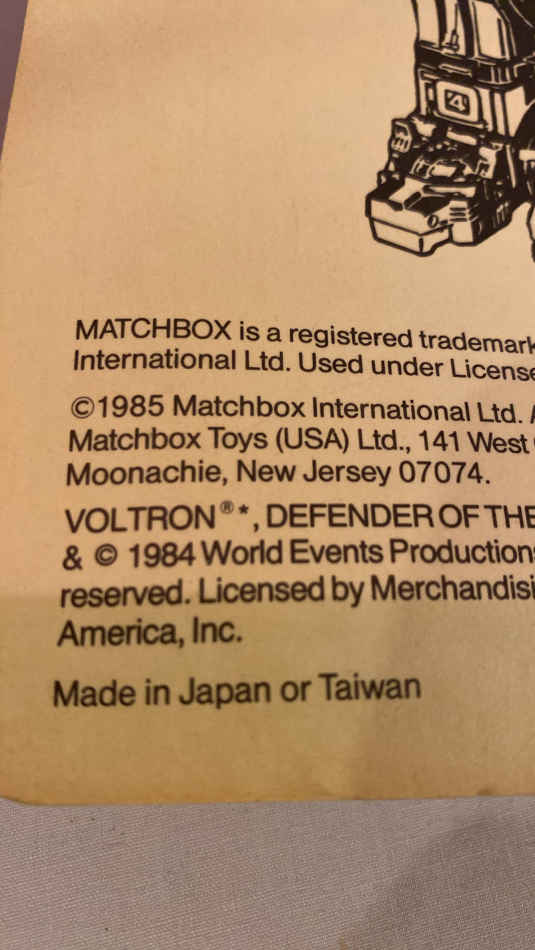 4
MATCHBOX is a registered trademark
International Ltd. Used under License
©1985 Matchbox International Ltd.
Matchbox Toys (USA) Ltd., 141 West
Moonachie, New Jersey 07074.
VOLTRON®*, DEFENDER OF THE
& © 1984 World Events Production
reserved. Licensed by Merchandisi
America, Inc.
Made in Japan or Taiwan